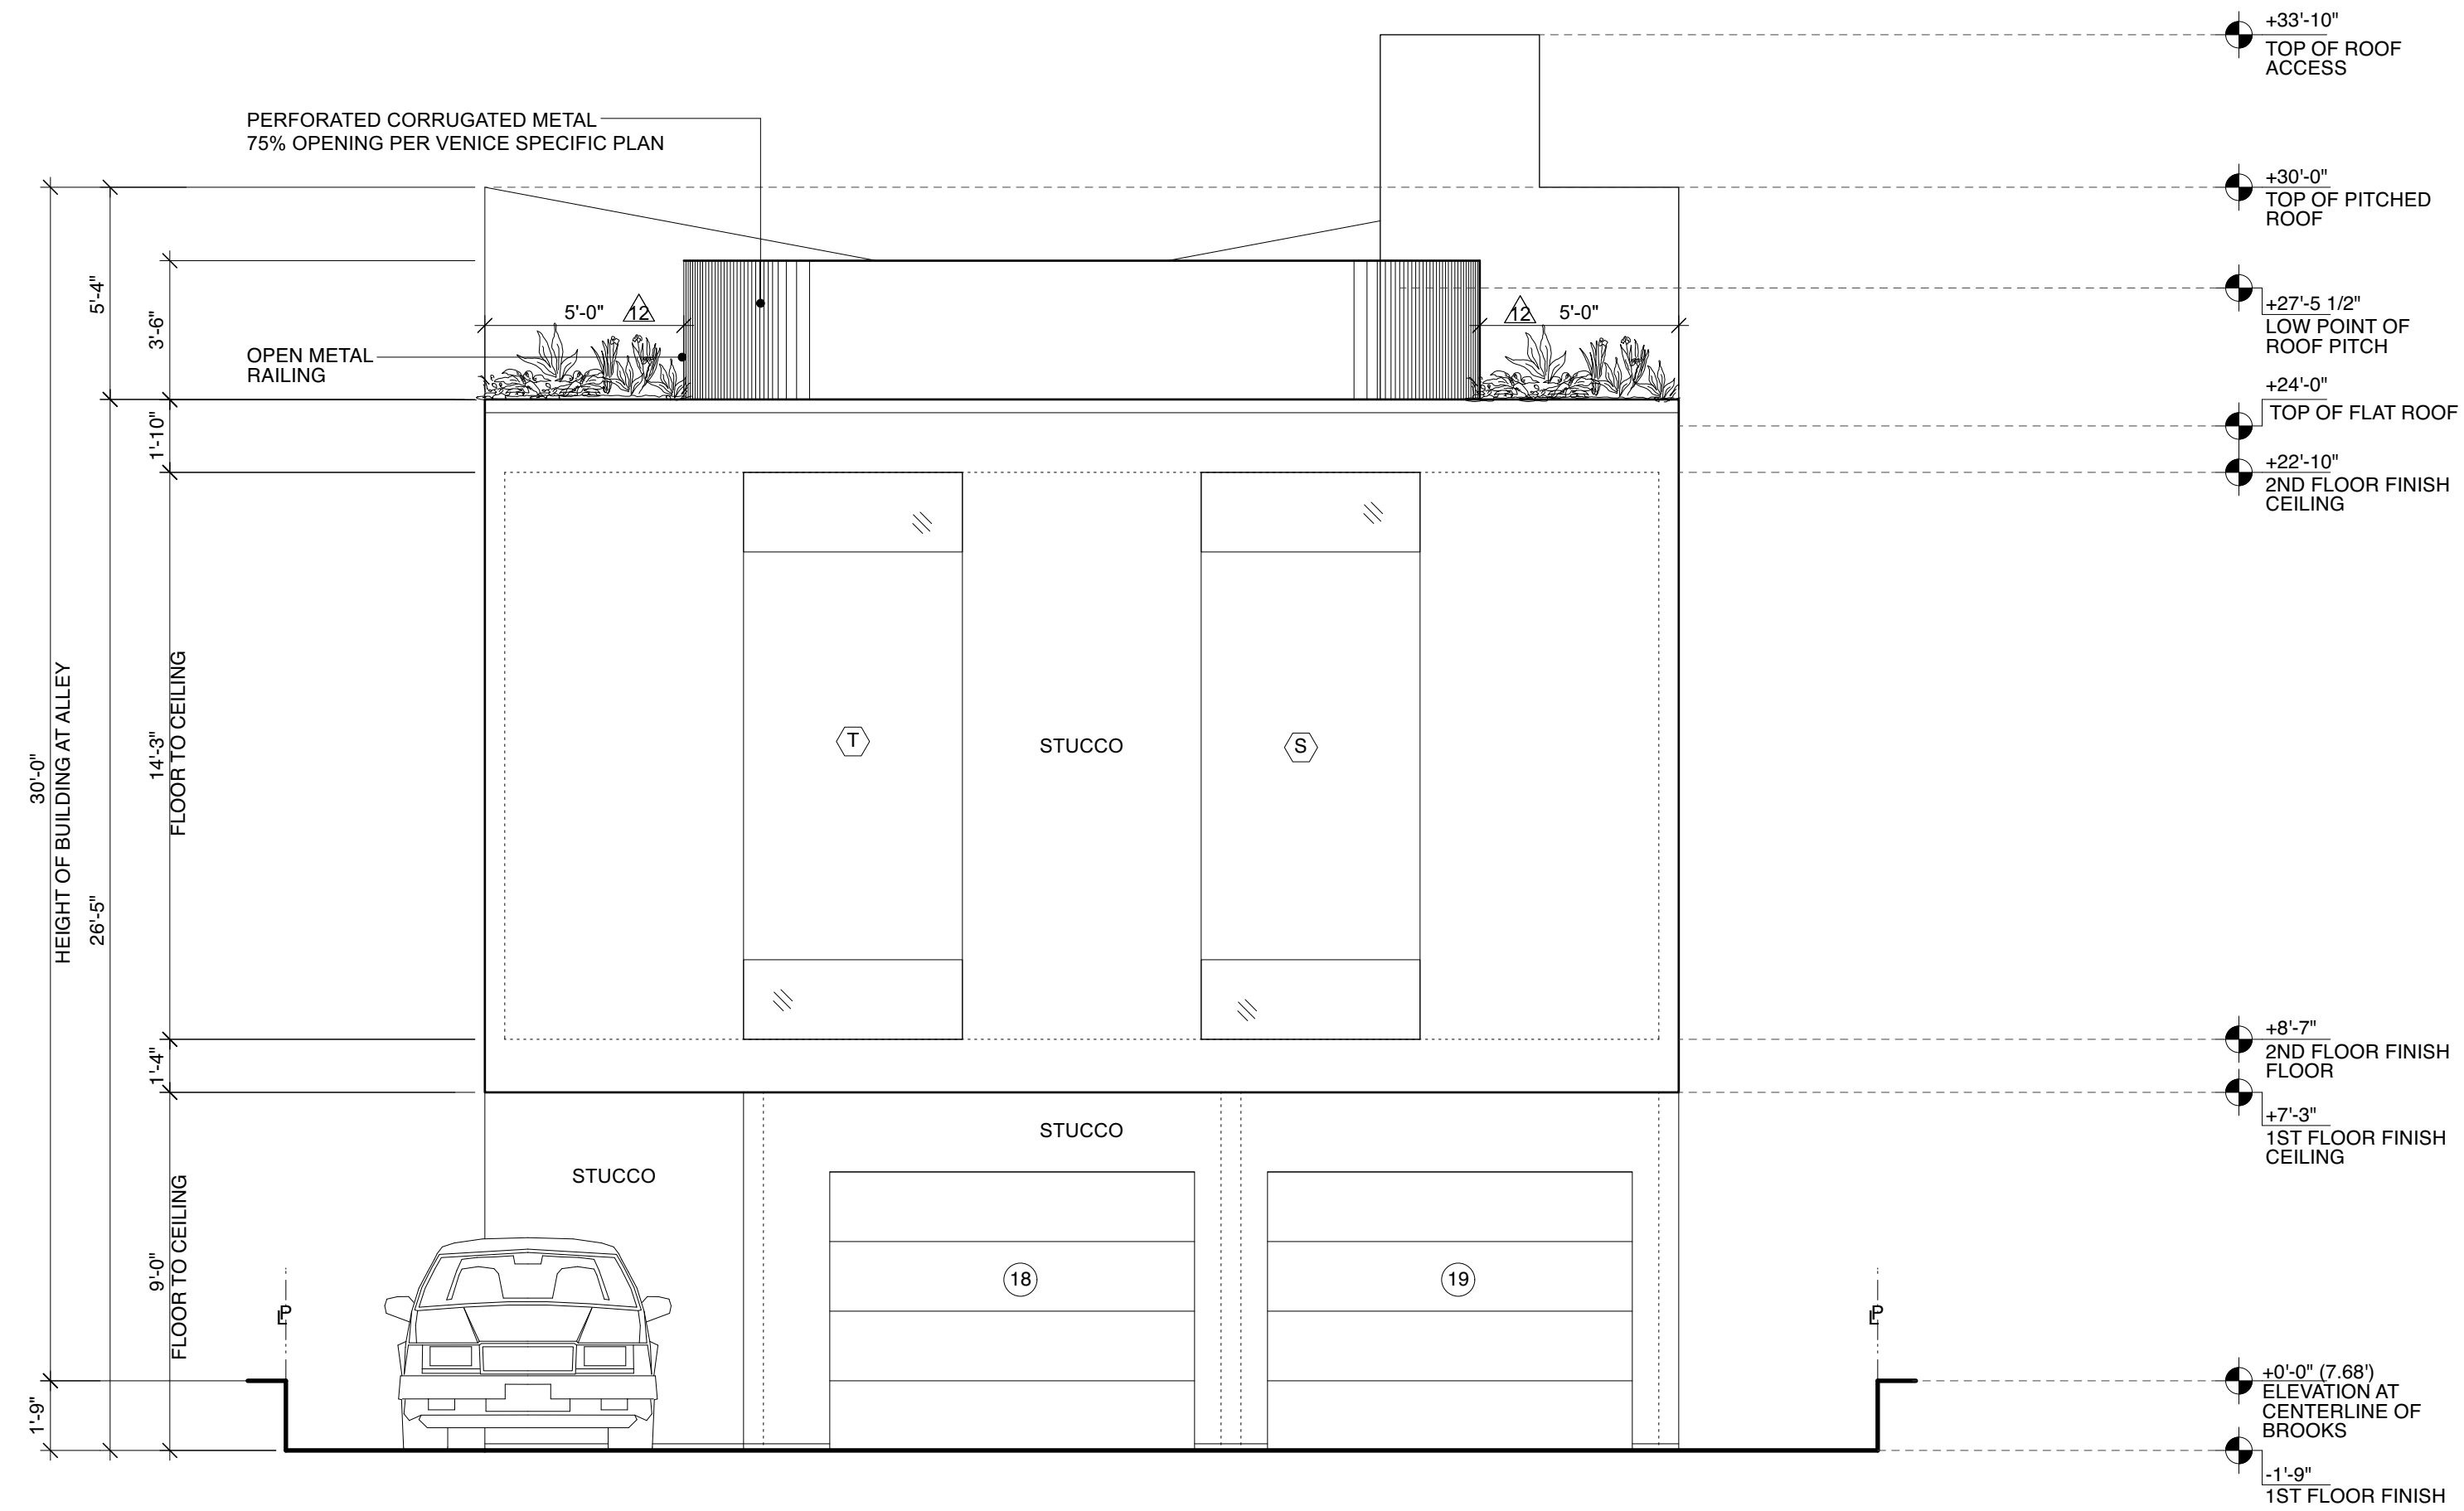 +33'-10"
TOP OF ROOF
ACCESS
PERFORATED CORRUGATED METAL
75% OPENING PER VENICE SPECIFIC PLAN
+30'-0"
TOP OF PITCHED
ROOF
5'-4"
3'-6"
5'-0"
12
12
5'-0"
+27'-5 1/2"
LOW POINT OF
ROOF PITCH
OPEN METAL
RAILING
+24'-0"
TOP OF FLAT ROOF
1'-10"
+22'-10"
2ND FLOOR FINISH
CEILING
30'-0"
HEIGHT OF BUILDING AT ALLEY
26'-5"
14'-3"
FLOOR TO CEILING
T
STUCCO
S
+8'-7"
2ND FLOOR FINISH
FLOOR
1'-4"
+7'-3"
1ST FLOOR FINISH
CEILING
STUCCO
STUCCO
9'-0"
FLOOR TO CEILING
18
19
PL
PL
+0'-0" (7.68')
ELEVATION AT
CENTERLINE OF
BROOKS
1'-9"
-1'-9"
1ST FLOOR FINISH